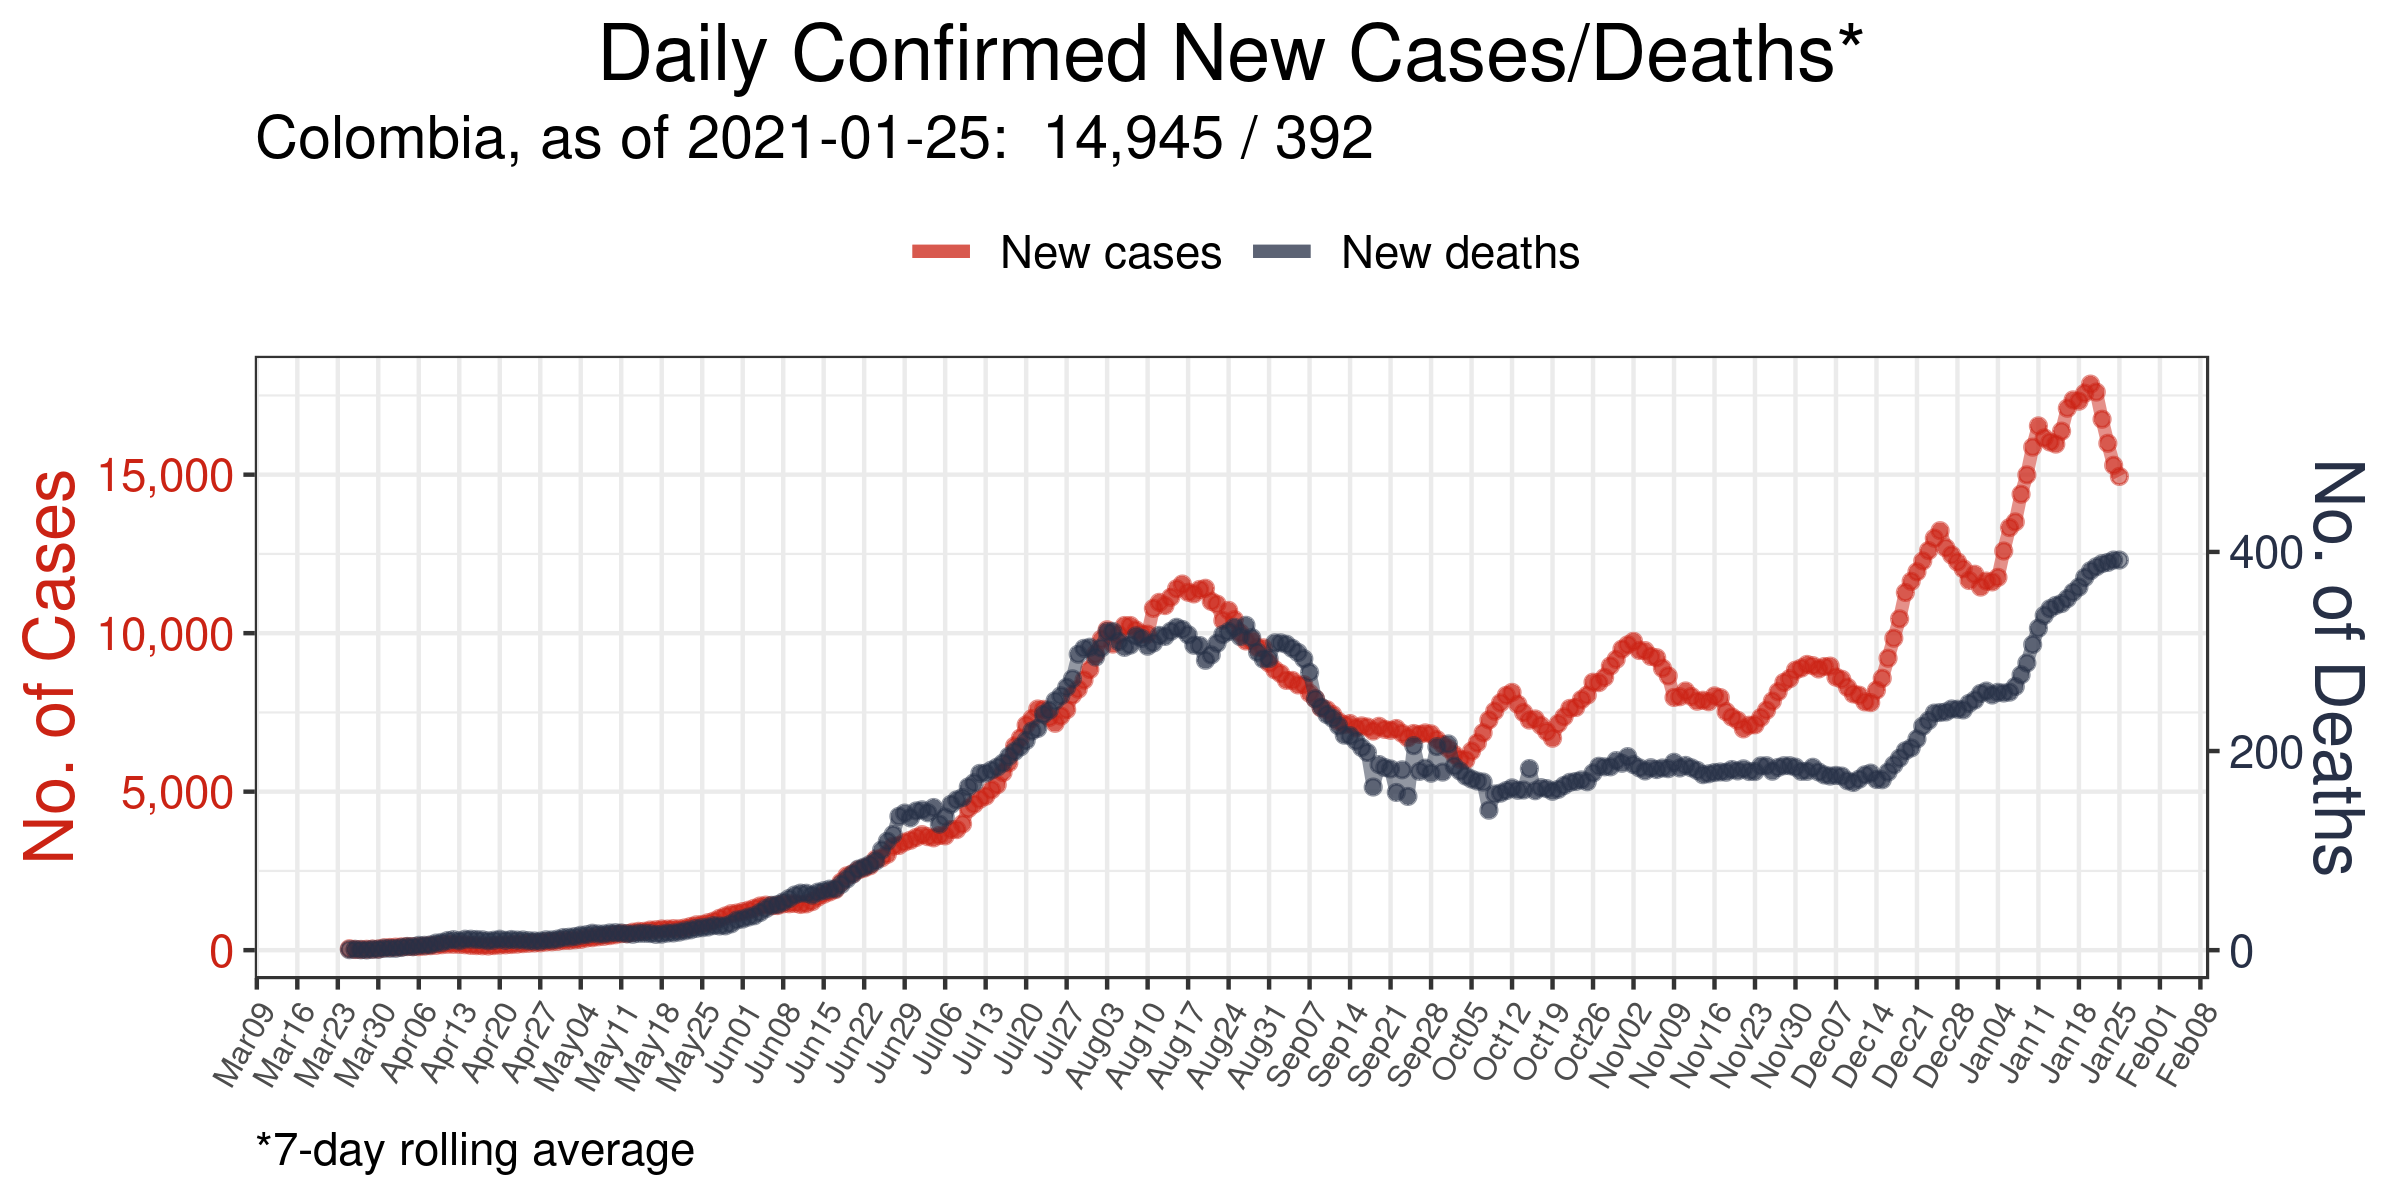 Daily Confirmed New Cases/Deaths*
Colombia, as of 2021-01-25:  14,945 / 392
New cases
New deaths
No. of Cases
15,000
10,000
5,000
0
No. of Deaths
400
200
0
Mar09
Mar16
Mar23
Mar30
Apr06
Apr13
Apr20
Apr27
May04
May11
May18
May25
Jun01
Jun08
Jun15
Jun22
Jun29
Jul06
Jul13
Jul20
Jul27
Aug03
Aug10
Aug17
Aug24
Aug31
Sep07
Sep14
Sep21
Sep28
Oct05
Oct12
Oct19
Oct26
Nov02
Nov09
Nov16
Nov23
Nov30
Dec07
Dec14
Dec21
Dec28
Jan04
Jan11
Jan18
Jan25
Feb01
Feb08
*7-day rolling average